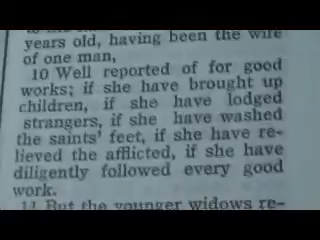 years old, having been the wife
of one man,
10 Well reported of for good
works; if she have brought up
children, if she have lodged
strangers, if she have washed
the saints' feet, if she have re-
lieved the afflicted, if she have
diligently followed every good
work.
11 But the younger widows re-